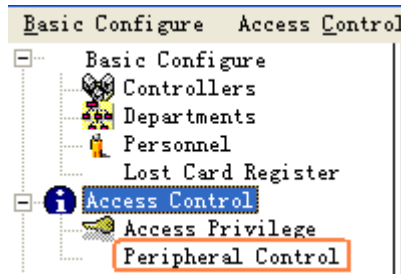 Basic Configure Access Control
Basic Configure
Controllers
Departments
Personnel
Lost Card Register
Access Control
Access Privilege
Peripheral Control